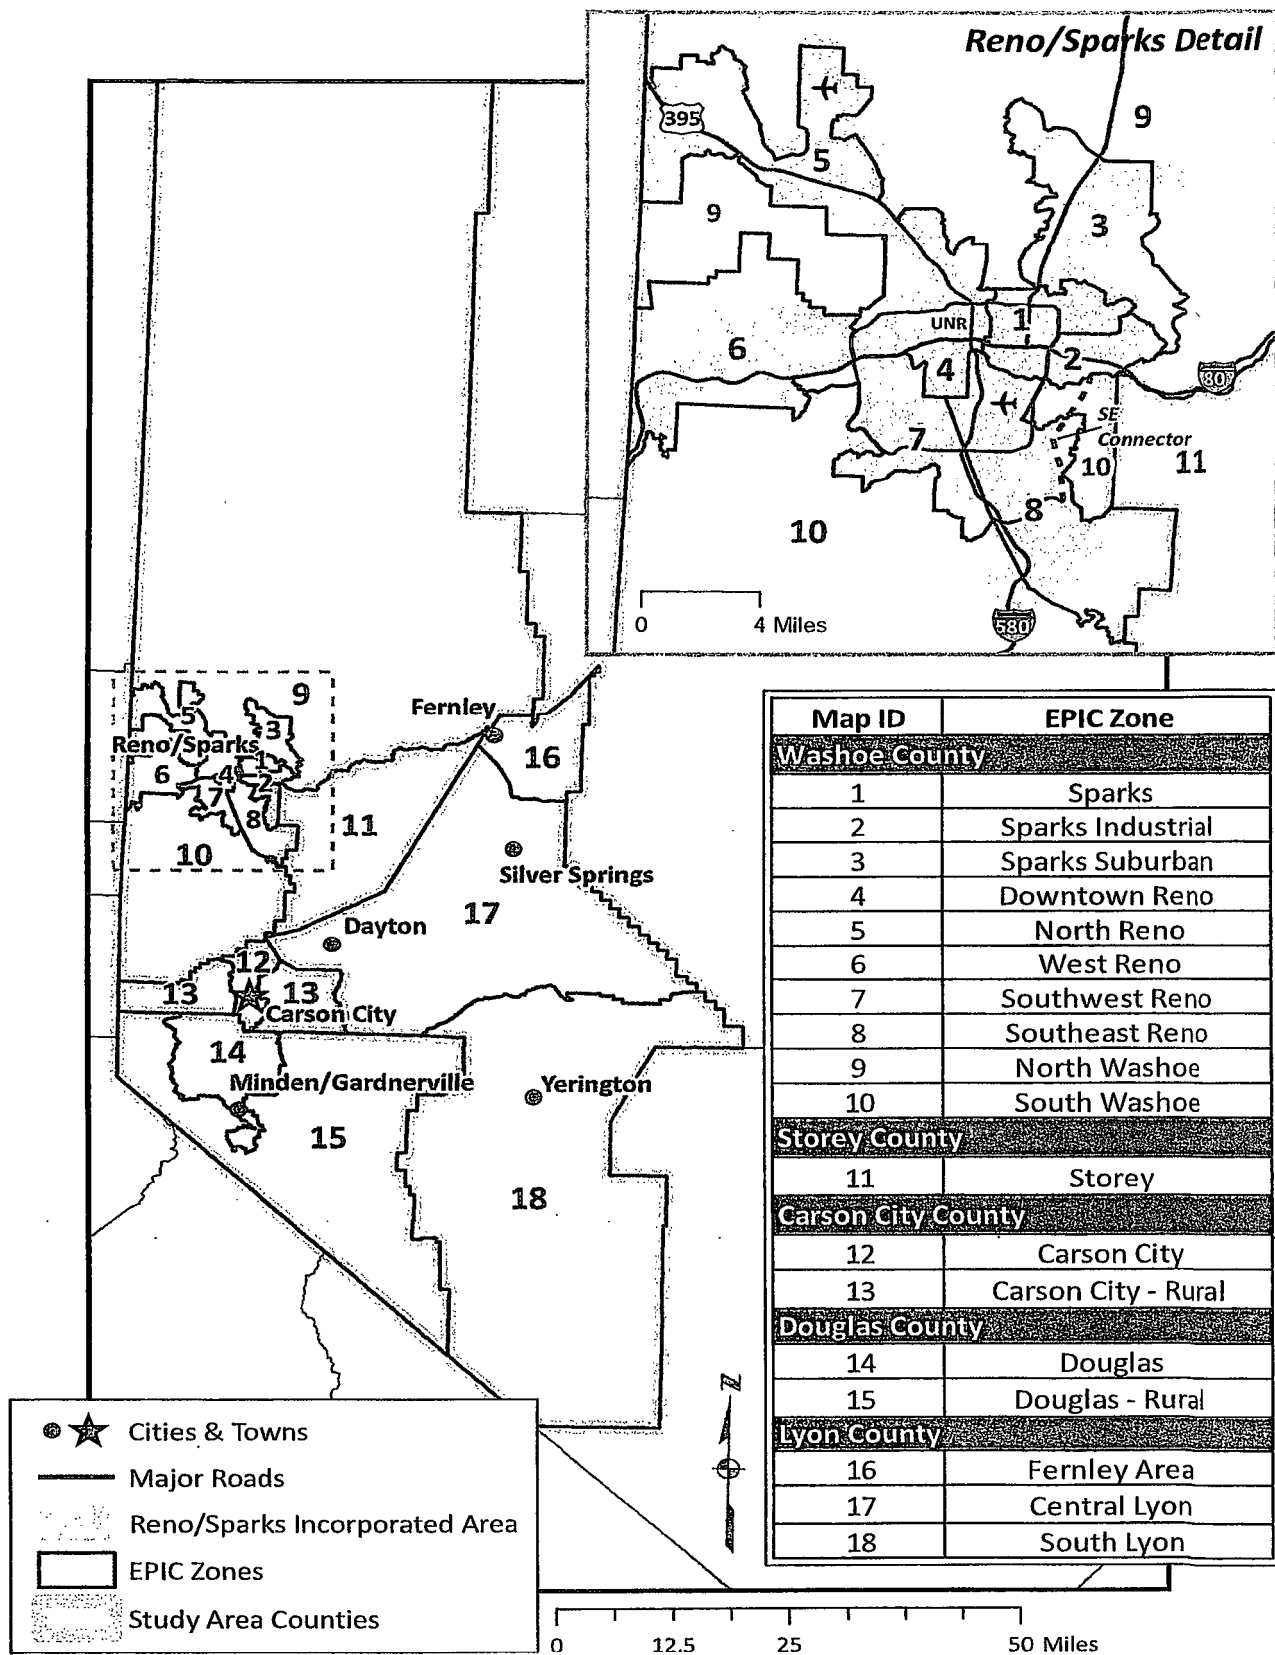 Reno/Sparks Detail
395
9
5
9
3
UNR
1
6
4
2
80
SE
Connector
7
10
11
8
10
0 4 Miles
580
9
5
3
Reno/Sparks
1
6
4
2
7
8
10
Fernley
16
11
Silver Springs
17
Dayton
12
13
13
Carson City
14
Minden/Gardnerville
Yerington
15
18
Map ID EPIC Zone
Washoe County
1 Sparks
2 Sparks Industrial
3 Sparks Suburban
4 Downtown Reno
5 North Reno
6 West Reno
7 Southwest Reno
8 Southeast Reno
9 North Washoe
10 South Washoe
Storey County
11 Storey
Carson City County
12 Carson City
13 Carson City - Rural
Douglas County
14 Douglas
15 Douglas - Rural
Lyon County
16 Fernley Area
17 Central Lyon
18 South Lyon
N
Cities & Towns
Major Roads
Reno/Sparks Incorporated Area
EPIC Zones
Study Area Counties
0 12.5 25 50 Miles